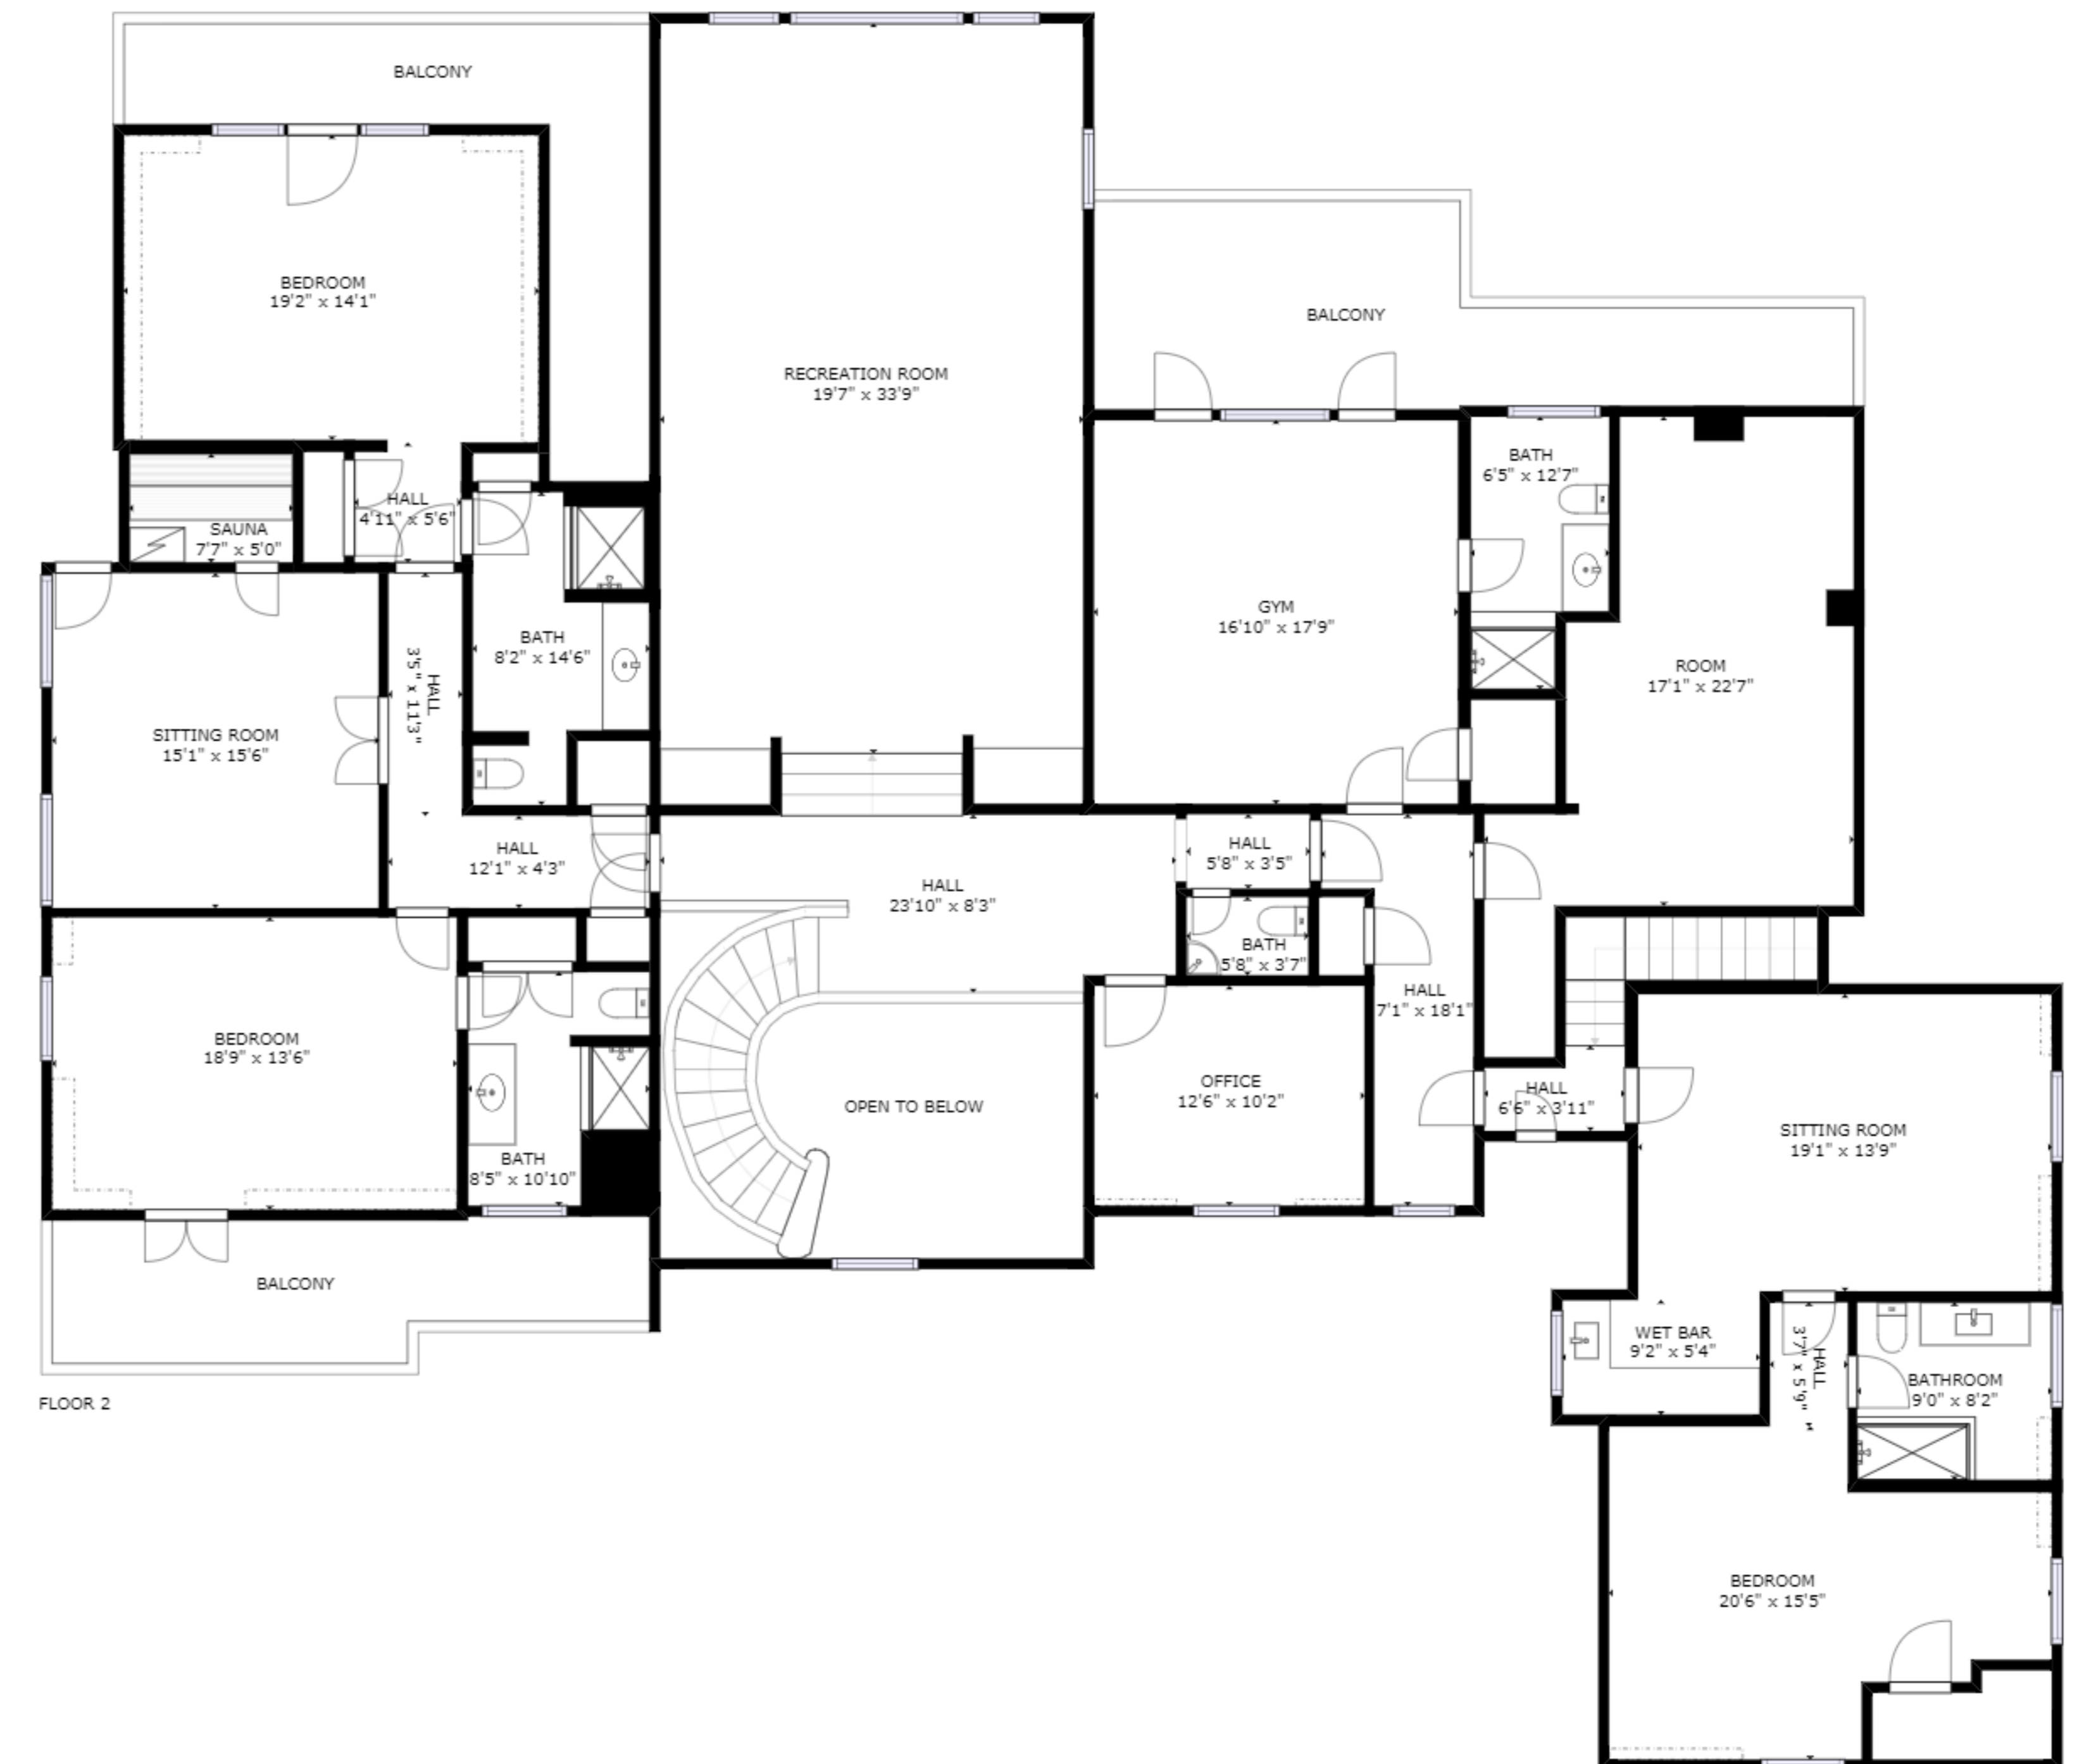 BALCONY
BEDROOM
19'2" x 14'1"
RECREATION ROOM
19'7" x 33'9"
BALCONY
HALL
4'11" x 5'6"
SAUNA
7'7" x 5'0"
BATH
6'5" x 12'7"
GYM
16'10" x 17'9"
BATH
8'2" x 14'6"
ROOM
17'1" x 22'7"
HALL
3'5" x 11'3"
SITTING ROOM
15'1" x 15'6"
HALL
12'1" x 4'3"
HALL
5'8" x 3'5"
HALL
23'10" x 8'3"
BATH
5'8" x 3'7"
HALL
7'1" x 18'1"
BEDROOM
18'9" x 13'6"
OFFICE
12'6" x 10'2"
HALL
6'6" x 3'11"
OPEN TO BELOW
SITTING ROOM
19'1" x 13'9"
BATH
8'5" x 10'10"
BALCONY
WET BAR
9'2" x 5'4"
HALL
3'7" x 5'9"
BATHROOM
9'0" x 8'2"
FLOOR 2
BEDROOM
20'6" x 15'5"